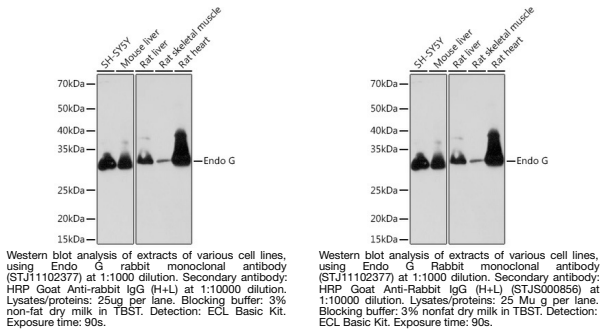 SH-SY5Y
Mouse liver
Rat liver
Rat skeletal muscle
Rat heart
70kDa
50kDa
40kDa
35kDa
25kDa
20kDa
15kDa
Endo G
Western blot analysis of extracts of various cell lines,
using Endo G rabbit monoclonal antibody
(STJ11102377) at 1:1000 dilution. Secondary antibody:
HRP Goat Anti-rabbit IgG (H+L) at 1:10000 dilution.
Lysates/proteins: 25ug per lane. Blocking buffer: 3%
non-fat dry milk in TBST. Detection: ECL Basic Kit.
Exposure time: 90s.
SH-SY5Y
Mouse liver
Rat liver
Rat skeletal muscle
Rat heart
70kDa
50kDa
40kDa
35kDa
25kDa
20kDa
15kDa
Endo G
Western blot analysis of extracts of various cell lines,
using Endo G Rabbit monoclonal antibody
(STJ11102377) at 1:1000 dilution. Secondary antibody:
HRP Goat Anti-Rabbit IgG (H+L) (STJS000856) at
1:10000 dilution. Lysates/proteins: 25 Mu g per lane.
Blocking buffer: 3% nonfat dry milk in TBST. Detection:
ECL Basic Kit. Exposure time: 90s.